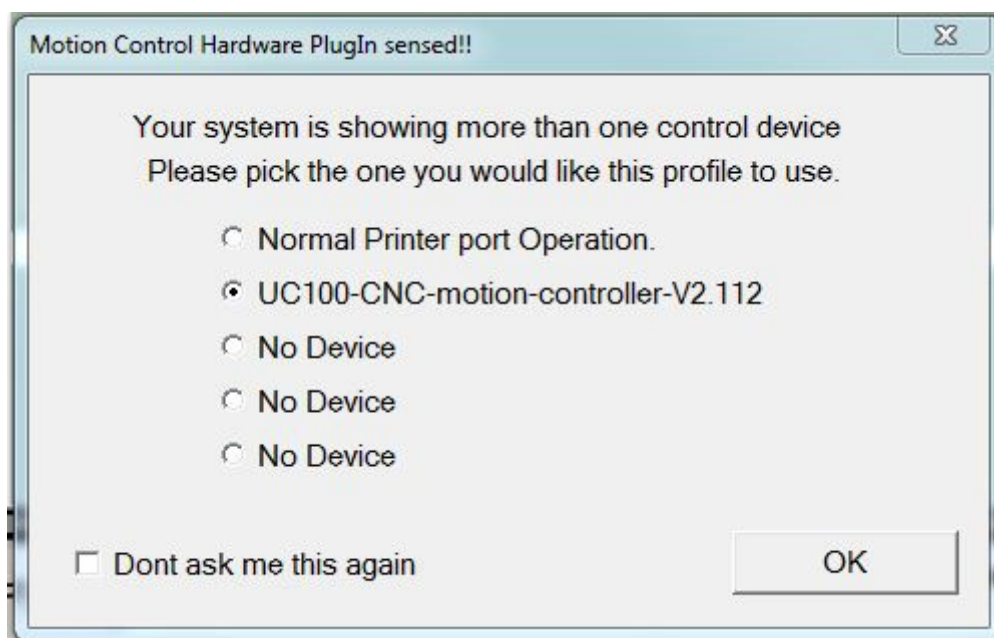 Motion Control Hardware PlugIn sensed!!
Your system is showing more than one control device
Please pick the one you would like this profile to use.
Normal Printer port Operation.
UC100-CNC-motion-controller-V2.112
No Device
No Device
No Device
Dont ask me this again
OK